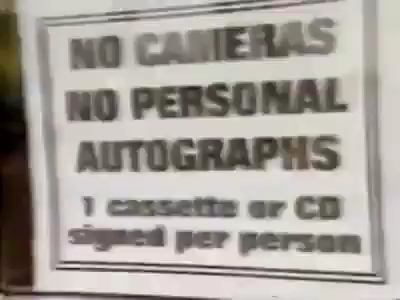 NO CAMERAS
NO PERSONAL
AUTOGRAPHS
1 cassette or CD
signed per person